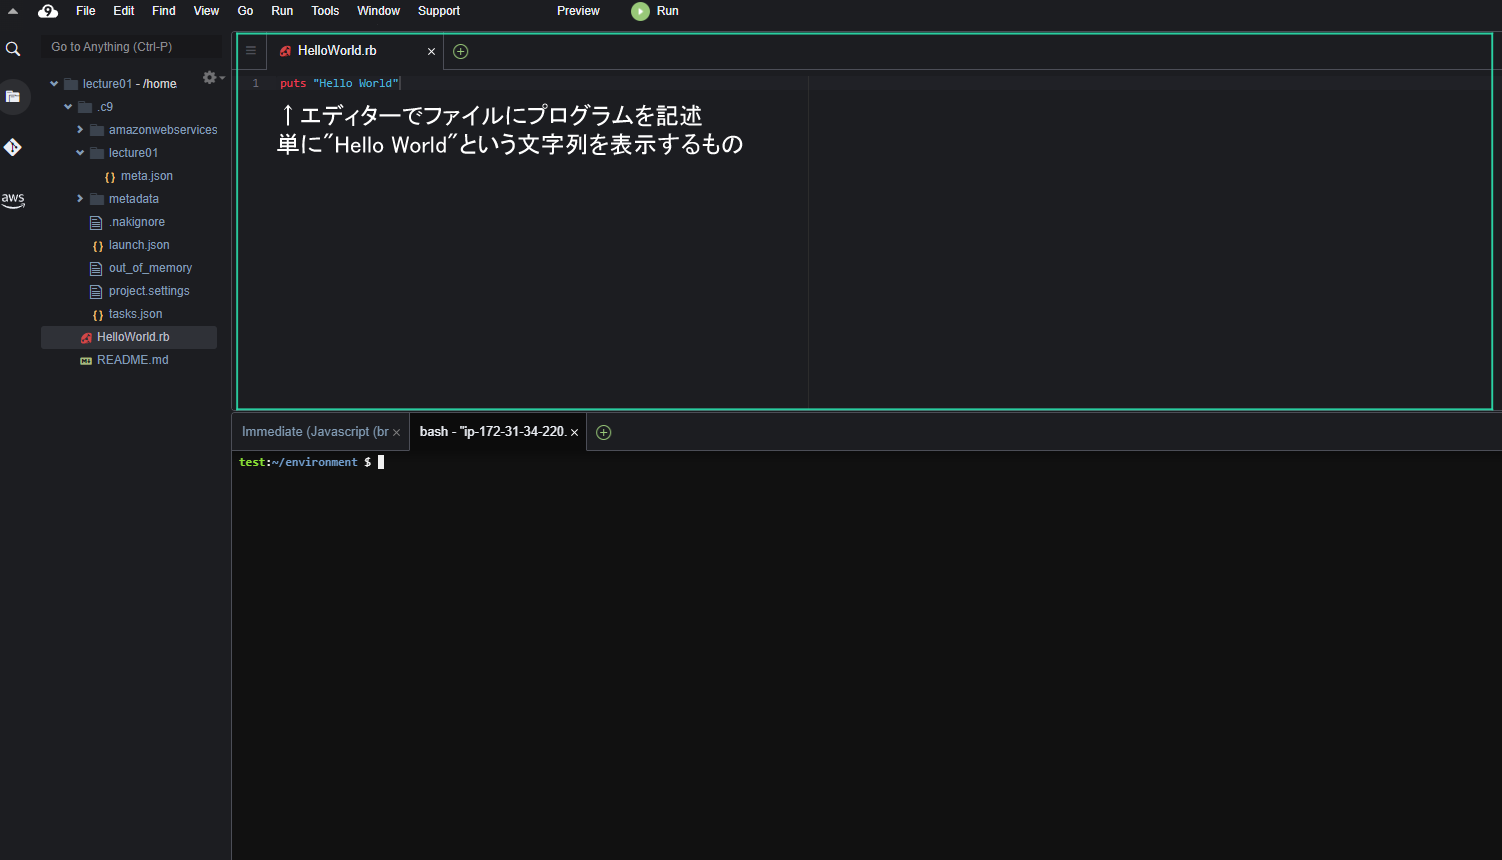 File Edit Find View Go Run Tools Window Support Preview Run
Go to Anything (Ctrl-P)
lecture01 - /home
.c9
amazonwebservices
lecture01
{ } meta.json
metadata
.nakignore
{ } launch.json
out_of_memory
project.settings
{ } tasks.json
HelloWorld.rb
README.md
aws
HelloWorld.rb
1 puts "Hello World"
↑エディターでファイルにプログラムを記述
単に"Hello World"という文字列を表示するもの
Immediate (Javascript (br
bash - "ip-172-31-34-220.
test:~/environment $